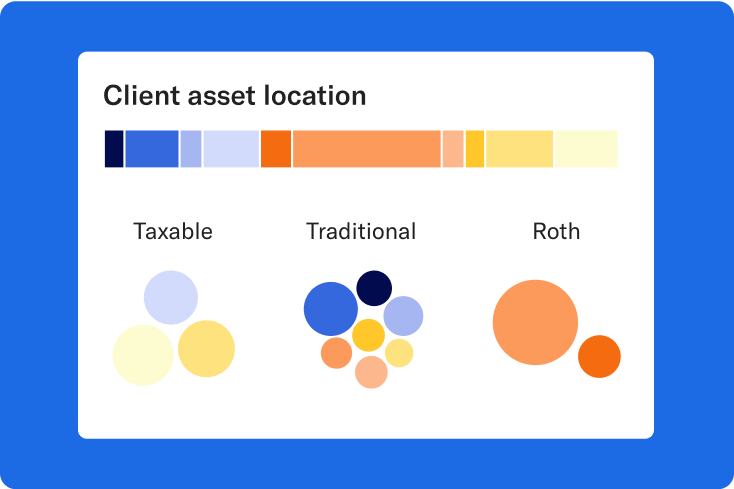 Client asset location
Taxable
Traditional
Roth